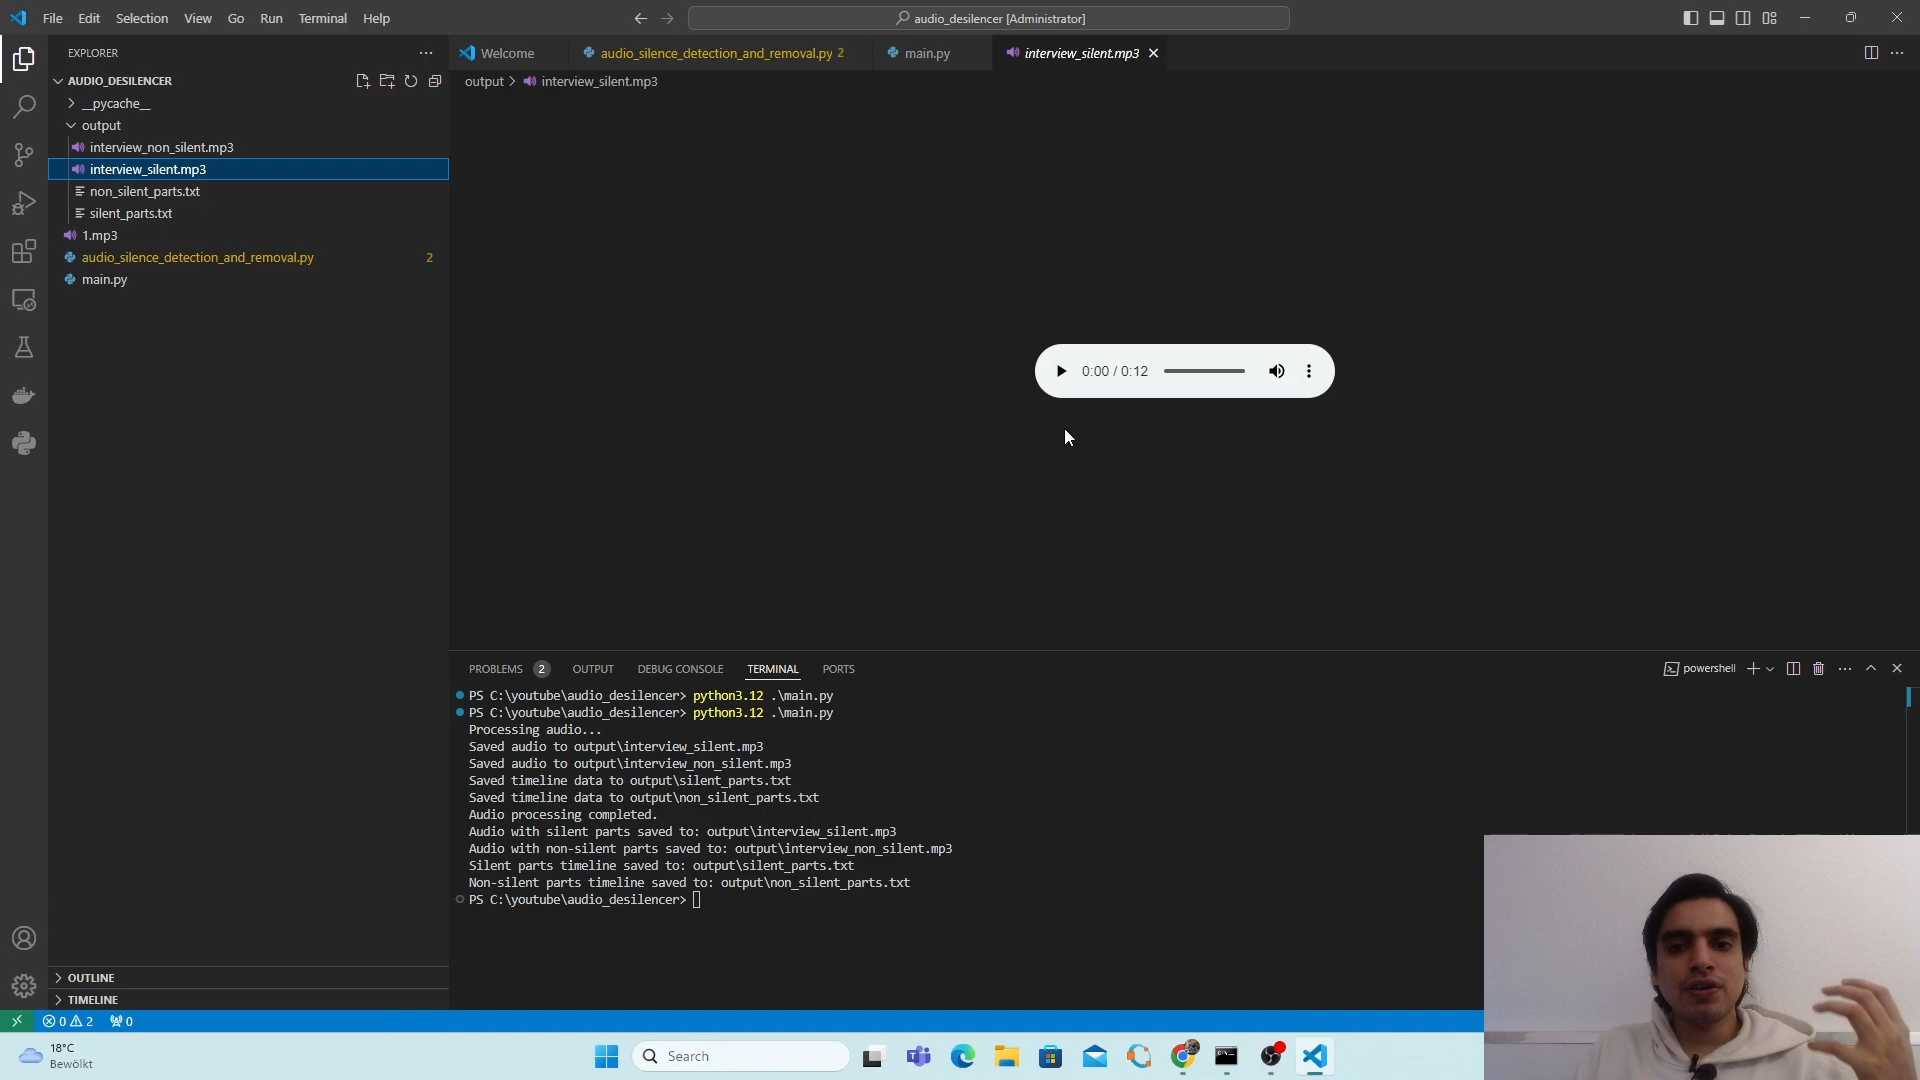 File Edit Selection View Go Run Terminal Help
audio_desilencer [Administrator]
EXPLORER
AUDIO_DESILENCER
__pycache__
output
interview_non_silent.mp3
interview_silent.mp3
non_silent_parts.txt
silent_parts.txt
1.mp3
audio_silence_detection_and_removal.py 2
main.py
OUTLINE
TIMELINE
Welcome audio_silence_detection_and_removal.py 2 main.py interview_silent.mp3
output > interview_silent.mp3
0:00 / 0:12
PROBLEMS 2 OUTPUT DEBUG CONSOLE TERMINAL PORTS
powershell
PS C:\youtube\audio_desilencer> python3.12 .\main.py
PS C:\youtube\audio_desilencer> python3.12 .\main.py
Processing audio...
Saved audio to output\interview_silent.mp3
Saved audio to output\interview_non_silent.mp3
Saved timeline data to output\silent_parts.txt
Saved timeline data to output\non_silent_parts.txt
Audio processing completed.
Audio with silent parts saved to: output\interview_silent.mp3
Audio with non-silent parts saved to: output\interview_non_silent.mp3
Silent parts timeline saved to: output\silent_parts.txt
Non-silent parts timeline saved to: output\non_silent_parts.txt
PS C:\youtube\audio_desilencer>
0 2 0
18°C
Bewölkt
Search